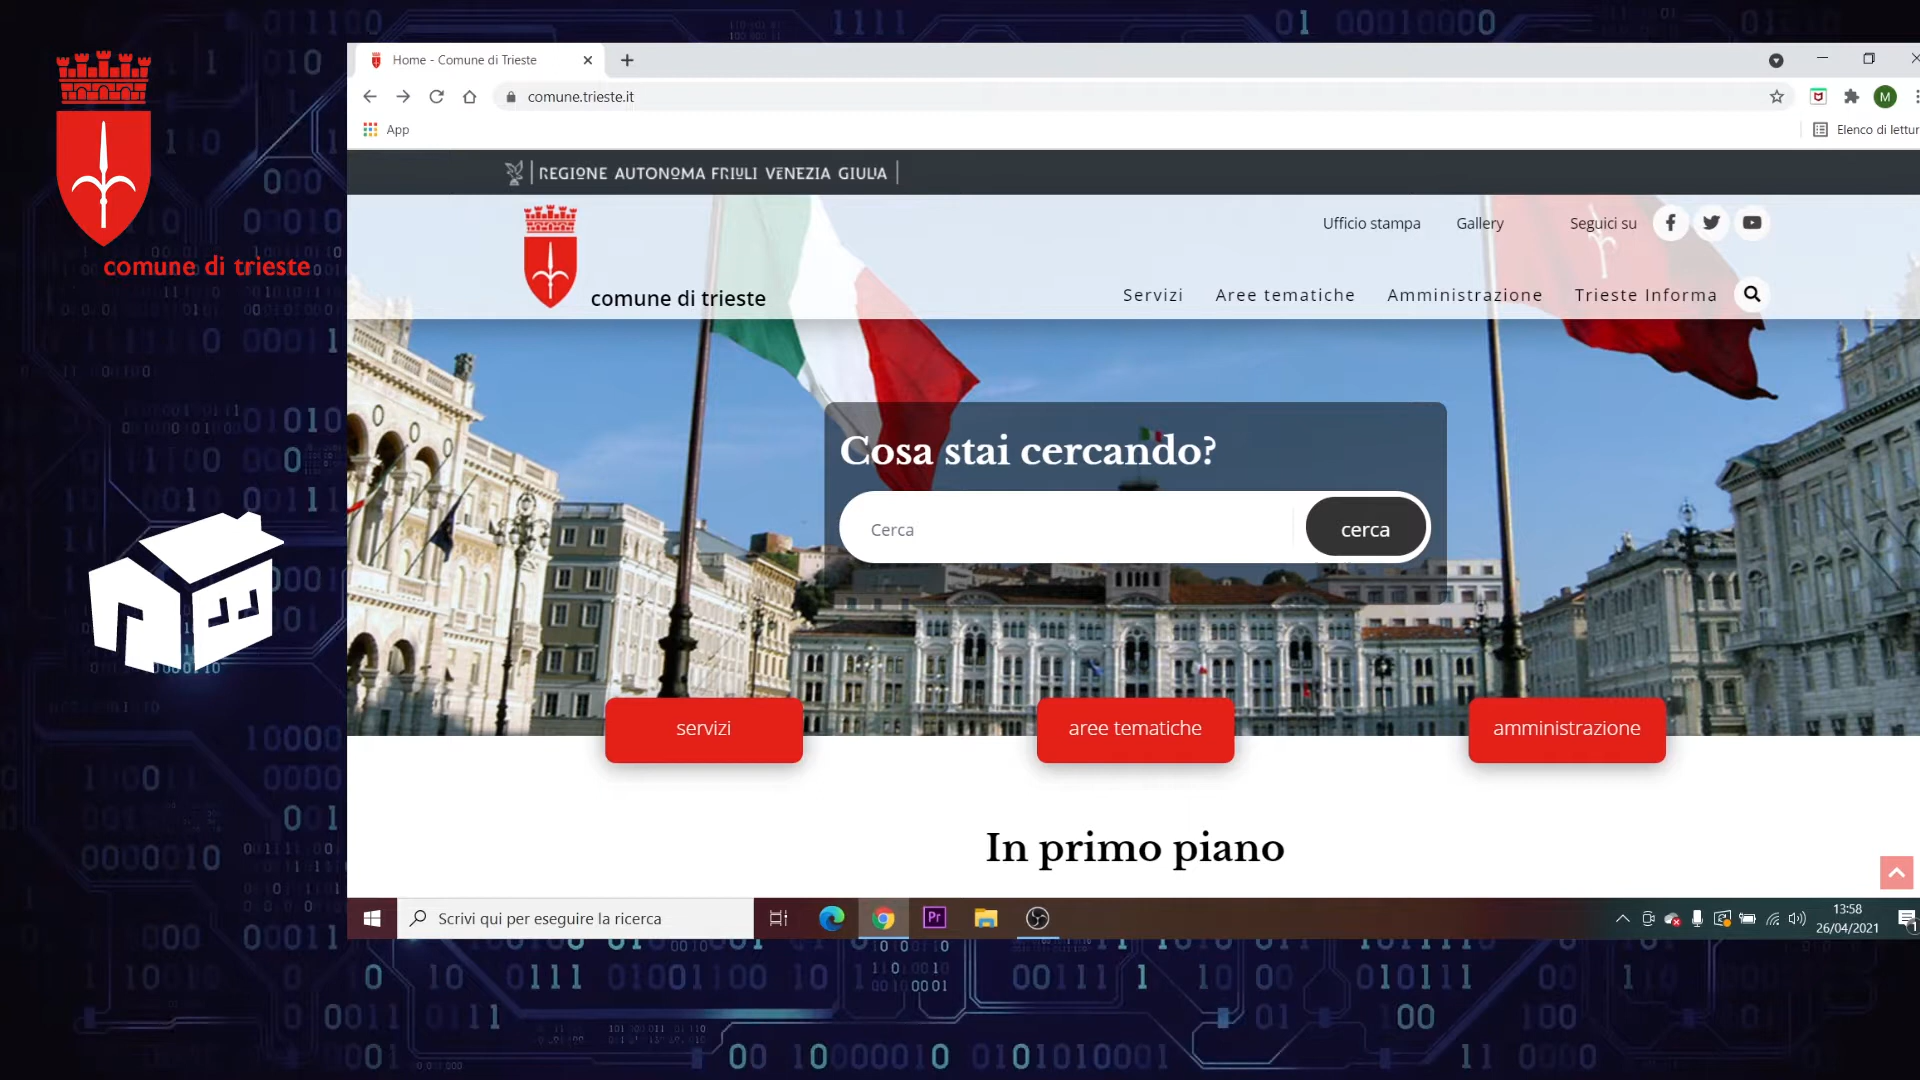 comune di trieste
Home - Comune di Trieste
comune.trieste.it
M
App
Elenco di lettur
REGIONE AUTONOMA FRIULI VENEZIA GIULIA
Ufficio stampa
Gallery
Seguici su
comune di trieste
Servizi
Aree tematiche
Amministrazione
Trieste Informa
Cosa stai cercando?
Cerca
cerca
servizi
aree tematiche
amministrazione
In primo piano
Scrivi qui per eseguire la ricerca
Pr
13:58
26/04/2021
1